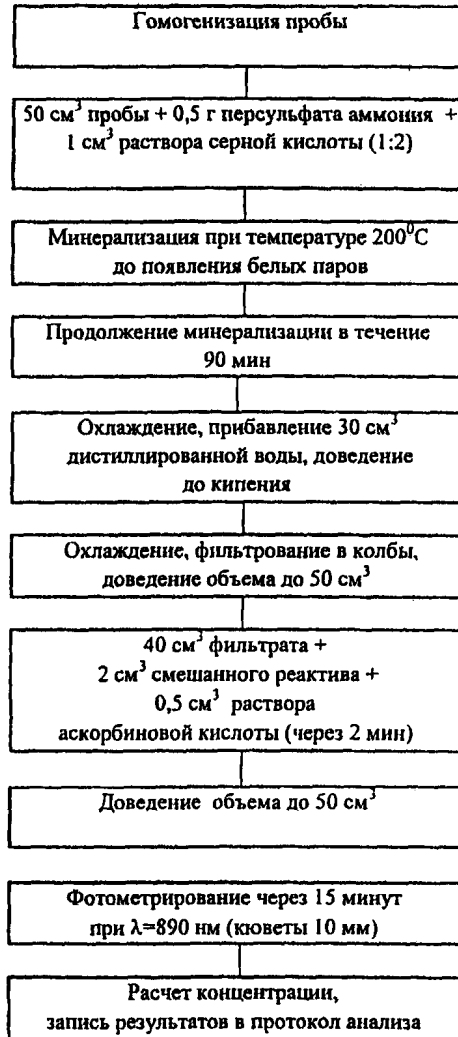 Гомогенизация пробы
50 см³ пробы + 0,5 г персульфата аммония +
1 см³ раствора серной кислоты (1:2)
Минерализация при температуре 200⁰С
до появления белых паров
Продолжение минерализации в течение
90 мин
Охлаждение, прибавление 30 см³
дистиллированной воды, доведение
до кипения
Охлаждение, фильтрование в колбы,
доведение объема до 50 см³
40 см³ фильтрата +
2 см³ смешанного реактива +
0,5 см³ раствора
аскорбиновой кислоты (через 2 мин)
Доведение объема до 50 см³
Фотометрирование через 15 минут
при λ=890 нм (кюветы 10 мм)
Расчет концентрации,
запись результатов в протокол анализа